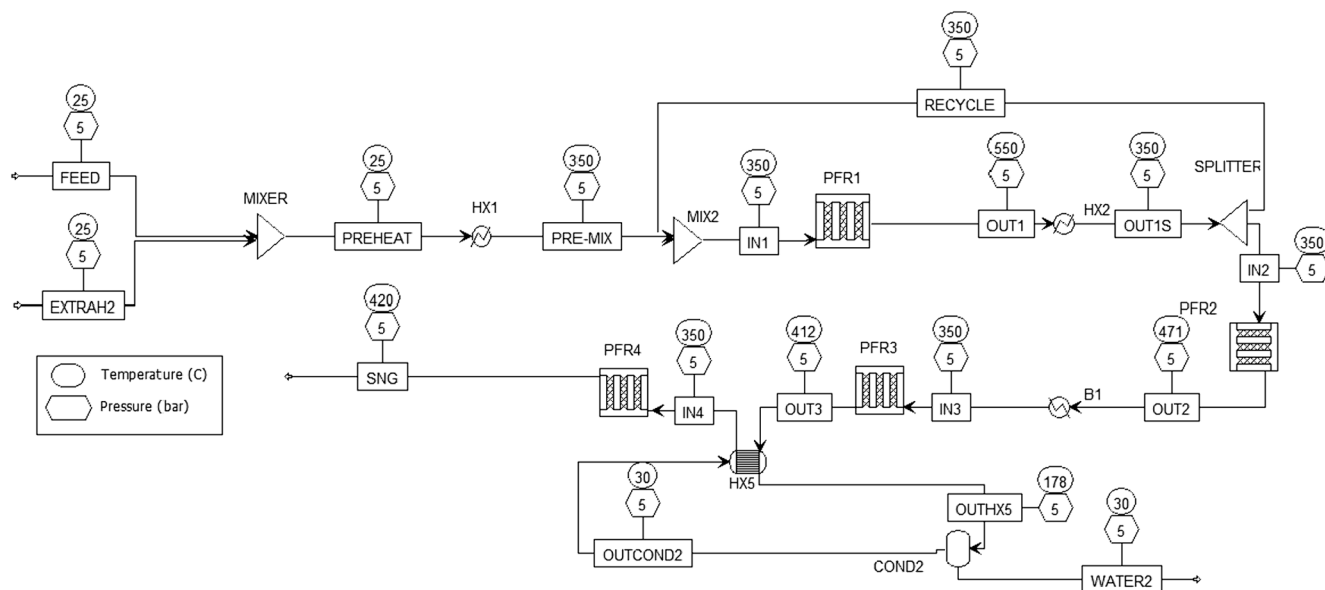 350
5
RECYCLE
25
5
FEED
25
5
PREHEAT
350
5
PRE-MIX
350
5
IN1
PFR1
550
5
OUT1
350
5
OUT1S
SPLITTER
MIXER
HX1
MIX2
HX2
25
5
EXTRAH2
350
5
IN2
PFR2
420
5
SNG
PFR4
350
5
IN4
412
5
OUT3
PFR3
350
5
IN3
B1
471
5
OUT2
Temperature (C)
Pressure (bar)
HX5
30
5
OUTCOND2
178
5
OUTHX5
COND2
30
5
WATER2